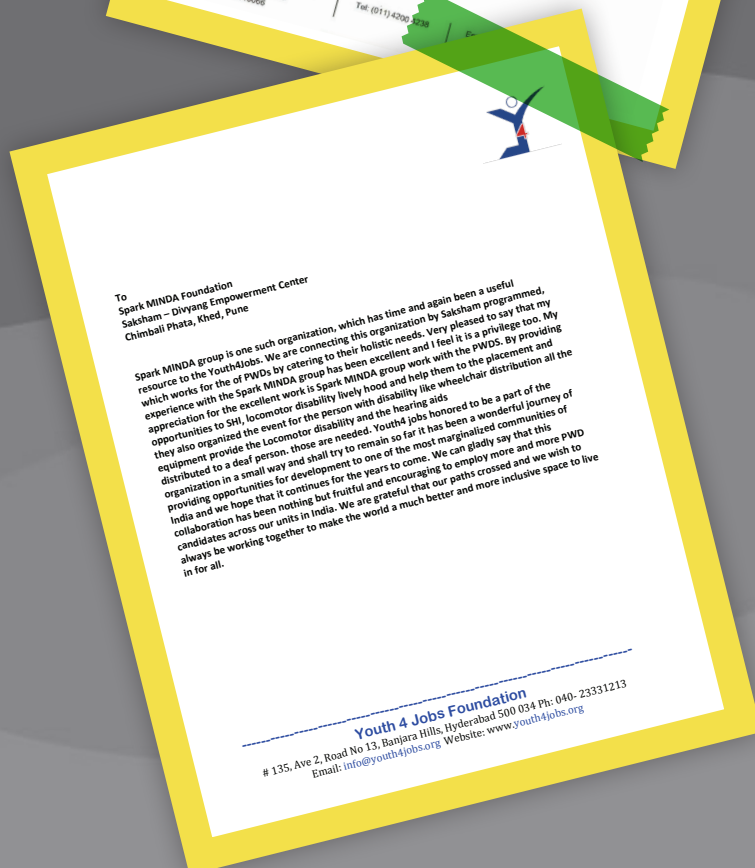 Tel: (011) 4200
To
Spark MINDA Foundation
Saksham – Divyang Empowerment Center
Chimbali Phata, Khed, Pune
Spark MINDA group is one such organization, which has time and again been a useful
resource to the Youth4Jobs. We are connecting this organization by Saksham programmed,
which works for the of PWDs by catering to their holistic needs. Very pleased to say that my
experience with the Spark MINDA group has been excellent and I feel it is a privilege too. My
appreciation for the excellent work is Spark MINDA group work with the PWDS. By providing
opportunities to SHI, locomotor disability lively hood and help them to the placement and
they also organized the event for the person with disability like wheelchair distribution all the
equipment provide the Locomotor disability and the hearing aids
distributed to a deaf person. those are needed. Youth4 jobs honored to be a part of the
organization in a small way and shall try to remain so far it has been a wonderful journey of
providing opportunities for development to one of the most marginalized communities of
India and we hope that it continues for the years to come. We can gladly say that this
collaboration has been nothing but fruitful and encouraging to employ more and more PWD
candidates across our units in India. We are grateful that our paths crossed and we wish to
always be working together to make the world a much better and more inclusive space to live
in for all.
Youth 4 Jobs Foundation
# 135, Ave 2, Road No 13, Banjara Hills, Hyderabad 500 034 Ph: 040- 23331213
Email: info@youth4jobs.org Website: www.youth4jobs.org